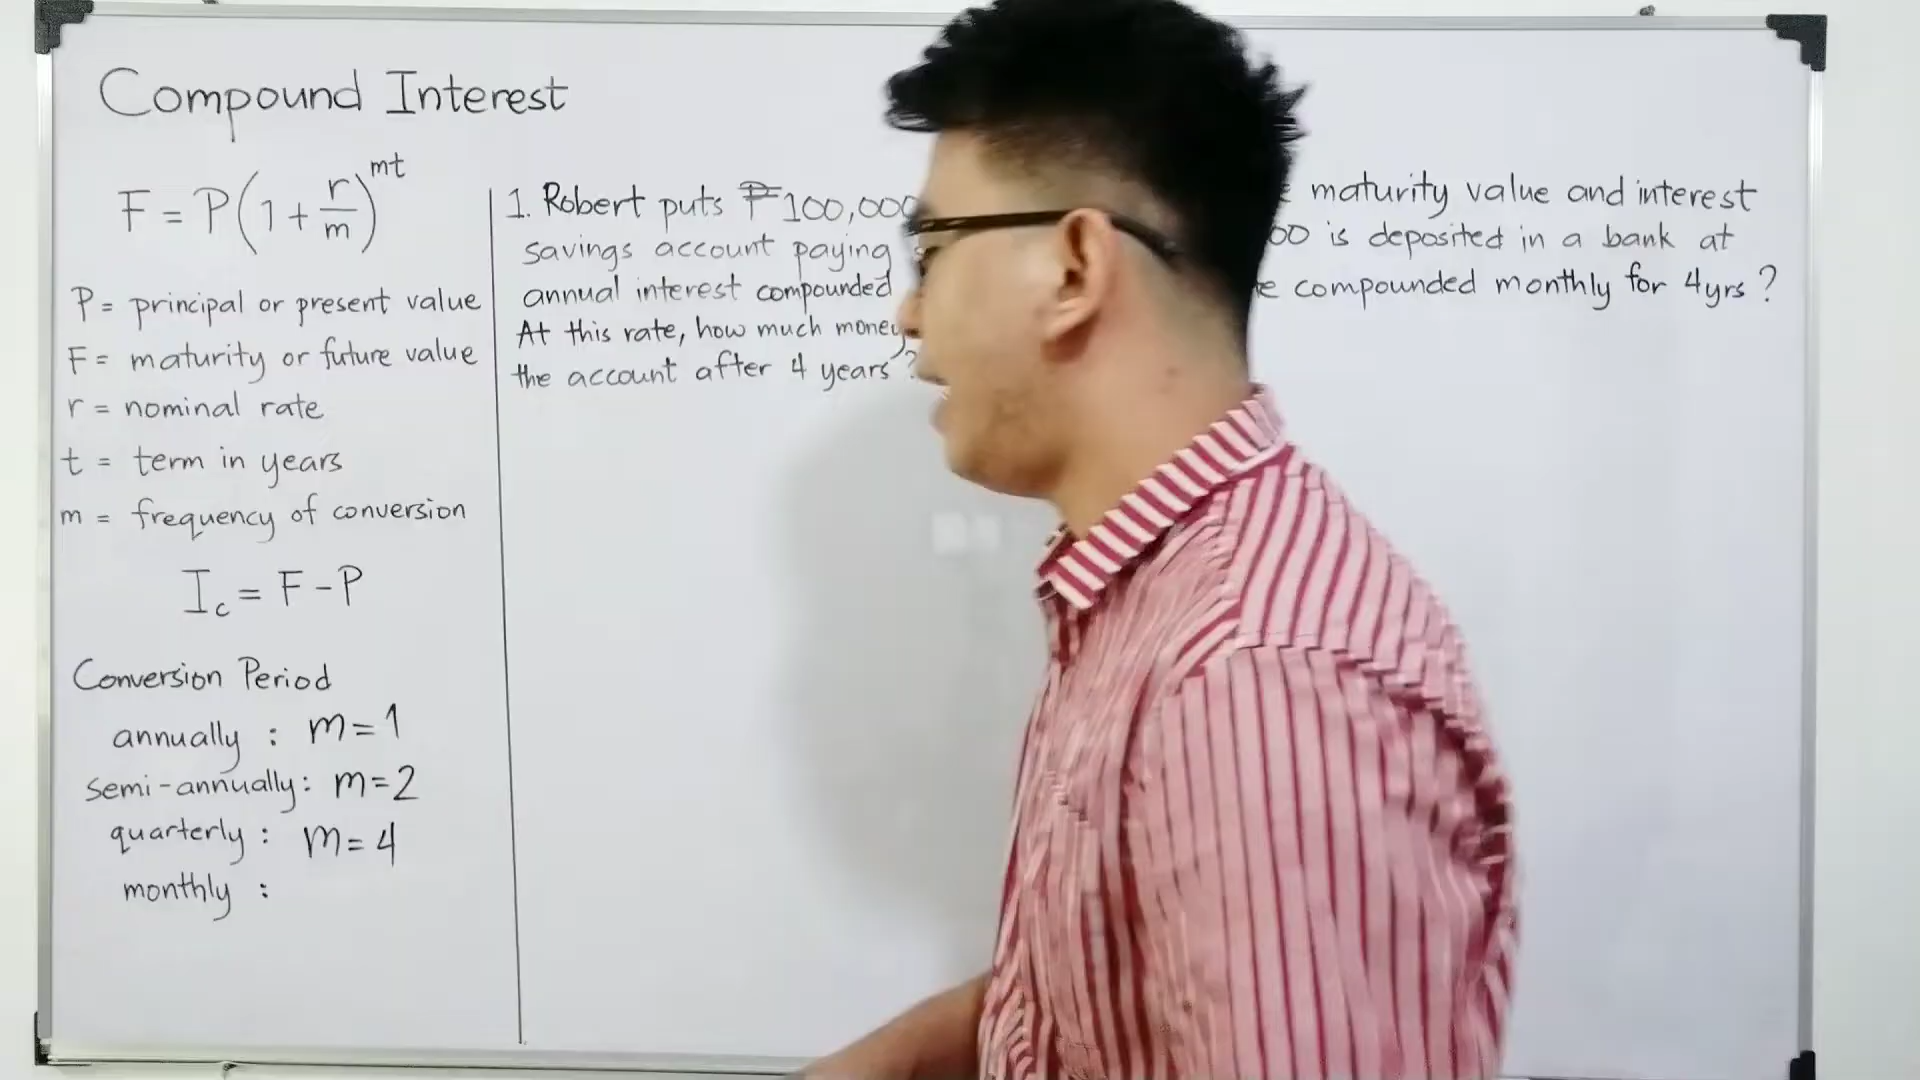 Compound Interest
F = P(1 + r/m)^mt
P = principal or present value
F = maturity or future value
r = nominal rate
t = term in years
m = frequency of conversion
I_c = F - P
Conversion Period
annually : m=1
semi-annually: m=2
quarterly : m=4
monthly :
1. Robert puts ₱100,000
savings account paying
annual interest compounded
At this rate, how much money
the account after 4 years?
maturity value and interest
00 is deposited in a bank at
compounded monthly for 4yrs?